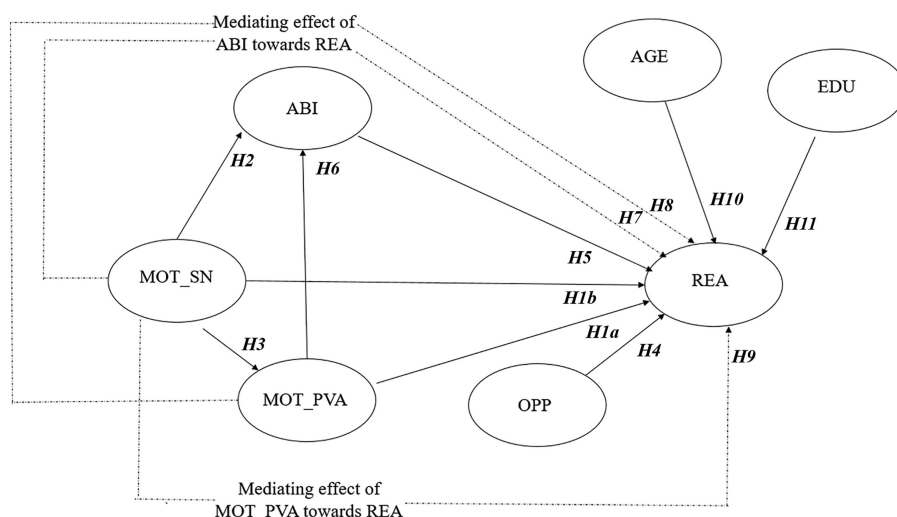 Mediating effect of
ABI towards REA
AGE
EDU
ABI
H2
H6
H10
H8
H7
H11
H5
MOT_SN
REA
H1b
H3
H1a
H4
H9
MOT_PVA
OPP
Mediating effect of
MOT_PVA towards REA